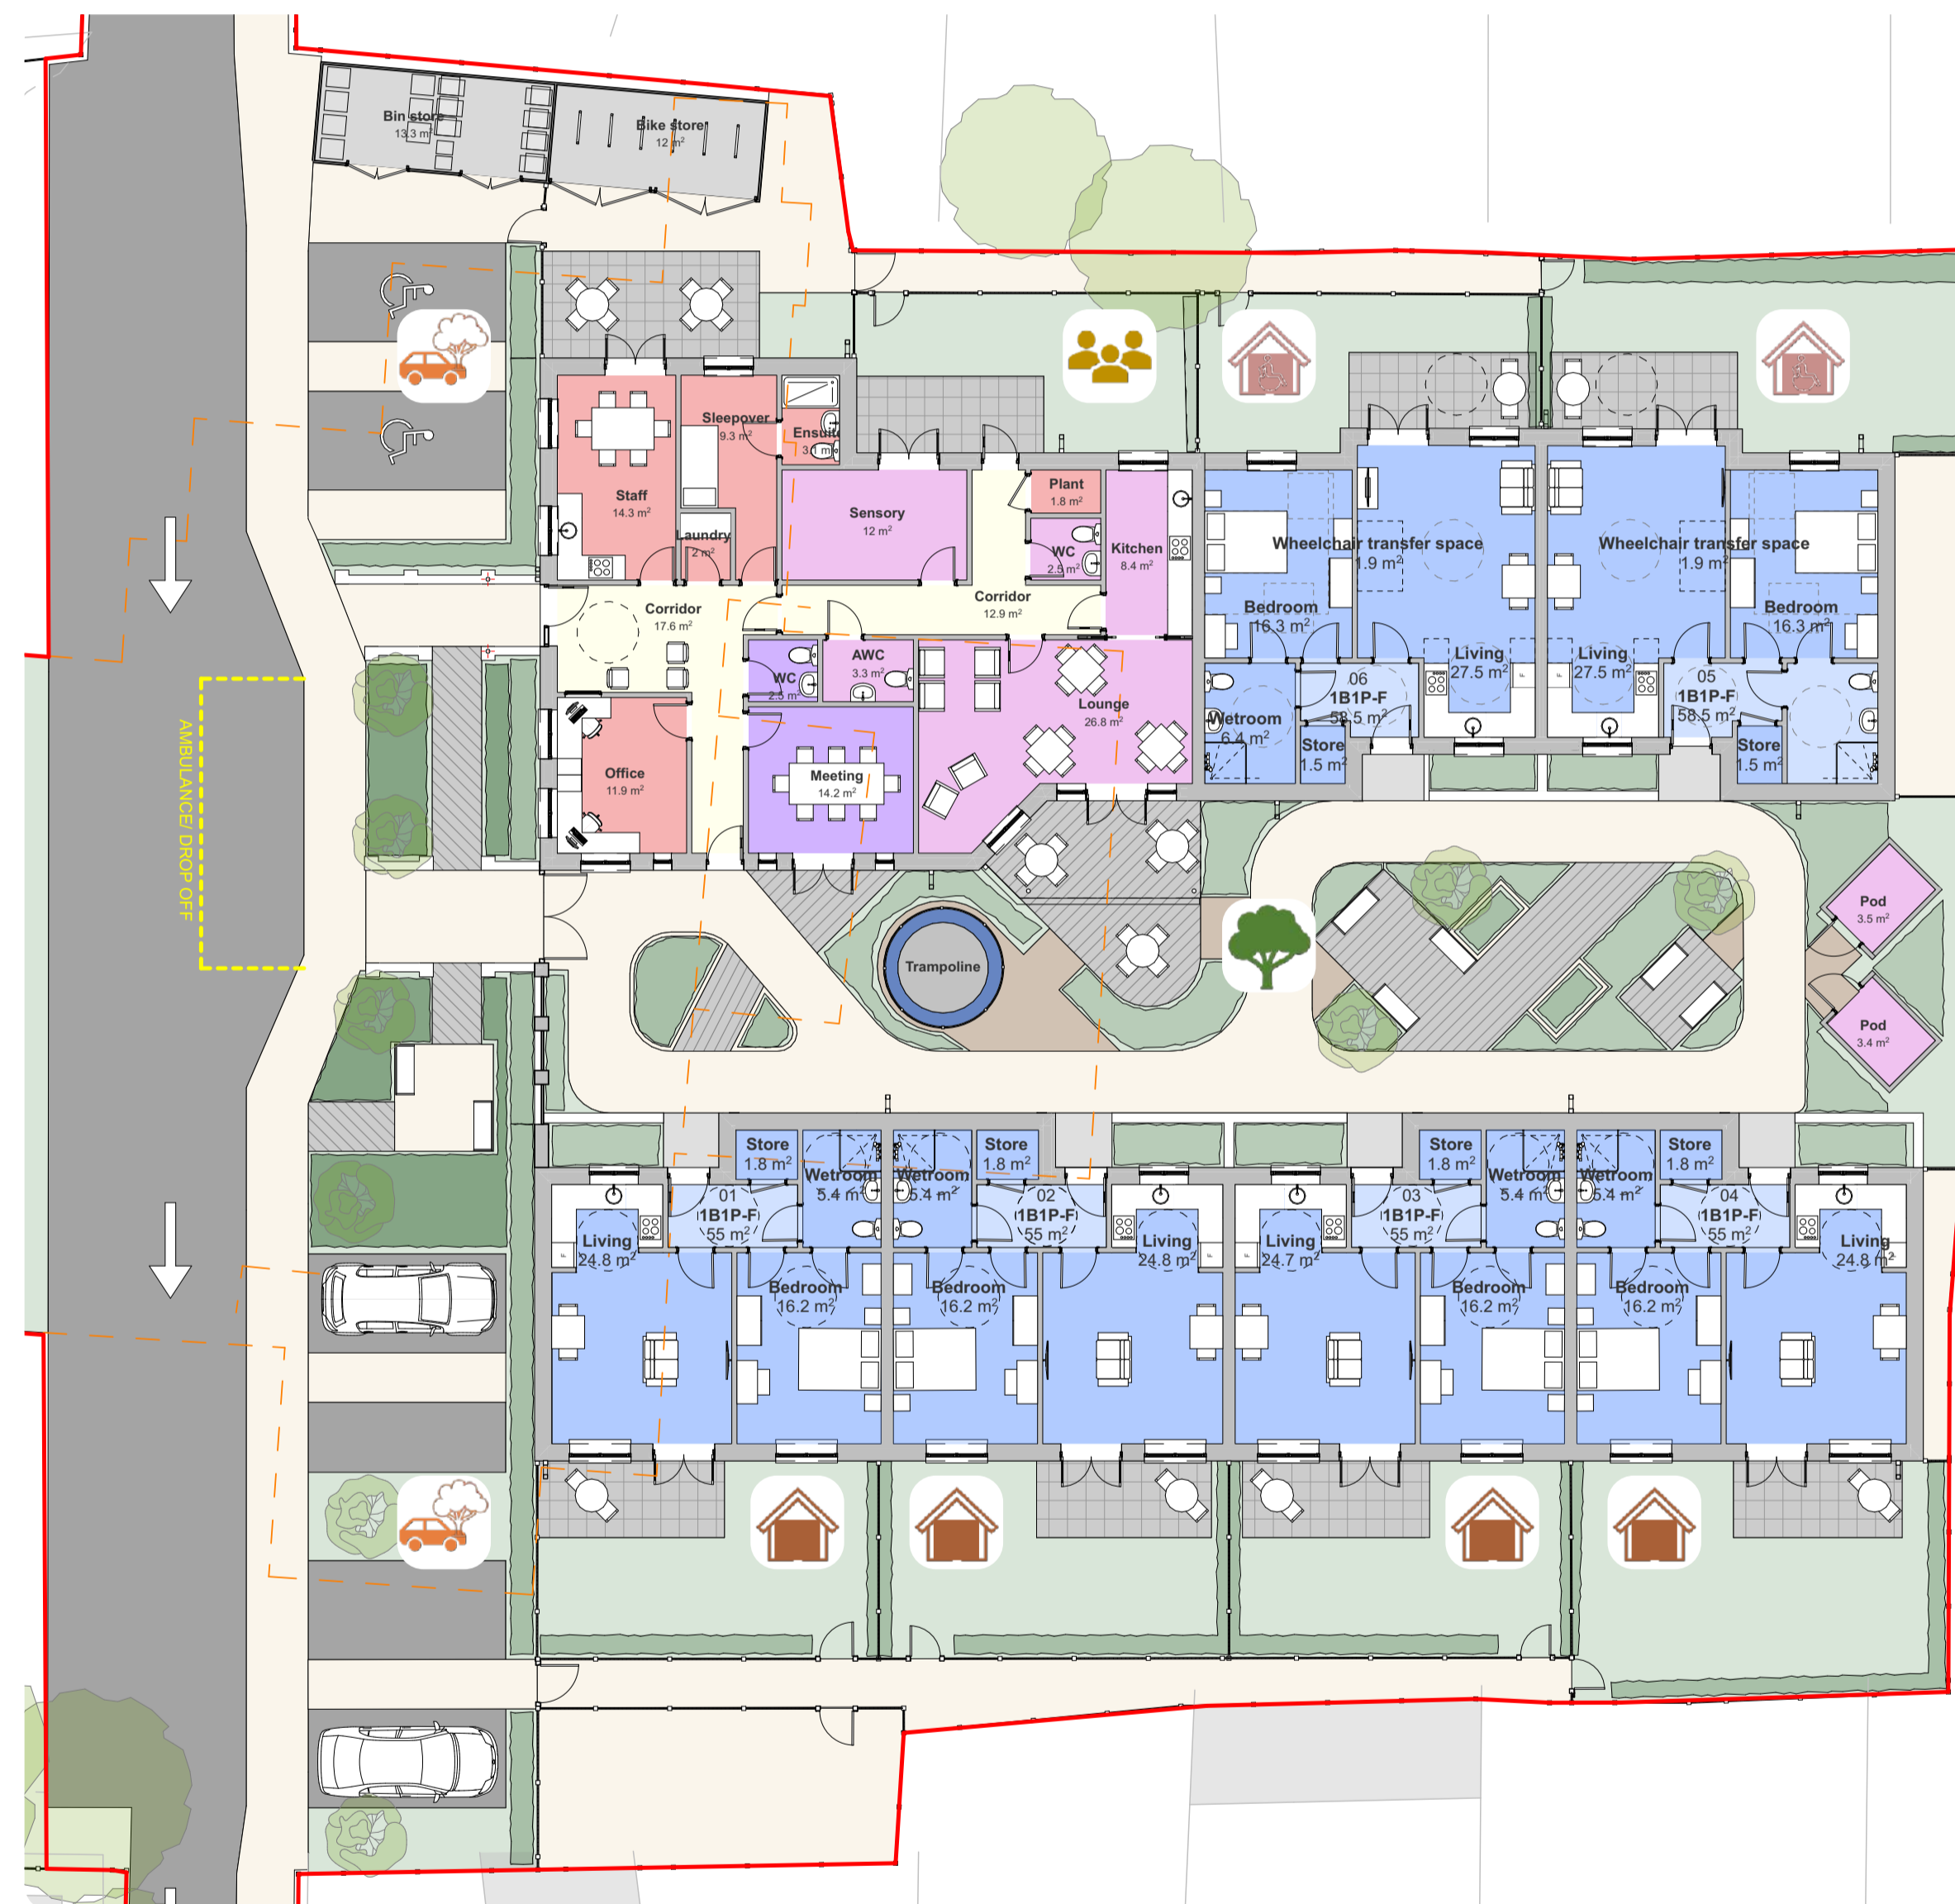 Bin store
13.3 m²
Bike store
12 m²
Staff
14.3 m²
Sleepover
9.3 m²
Ensuite
3.1 m²
Laundry
2 m²
Sensory
12 m²
Plant
1.8 m²
WC
2.5 m²
Kitchen
8.4 m²
Corridor
17.6 m²
Corridor
12.9 m²
WC
2.5 m²
AWC
3.3 m²
Lounge
26.8 m²
Office
11.9 m²
Meeting
14.2 m²
AMBULANCE/ DROP OFF
Wheelchair transfer space
1.9 m²
Bedroom
16.3 m²
Living
27.5 m²
06
1B1P-F
58.5 m²
Wetroom
6.4 m²
Store
1.5 m²
F
Wheelchair transfer space
1.9 m²
Bedroom
16.3 m²
Living
27.5 m²
05
1B1P-F
58.5 m²
Store
1.5 m²
F
Trampoline
Pod
3.5 m²
Pod
3.4 m²
Store
1.8 m²
Wetroom
5.4 m²
01
1B1P-F
55 m²
Living
24.8 m²
F
Bedroom
16.2 m²
Wetroom
5.4 m²
Store
1.8 m²
02
1B1P-F
55 m²
Living
24.8 m²
F
Bedroom
16.2 m²
Store
1.8 m²
Wetroom
5.4 m²
03
1B1P-F
55 m²
Living
24.7 m²
F
Bedroom
16.2 m²
Wetroom
5.4 m²
Store
1.8 m²
04
1B1P-F
55 m²
Living
24.8 m²
F
Bedroom
16.2 m²